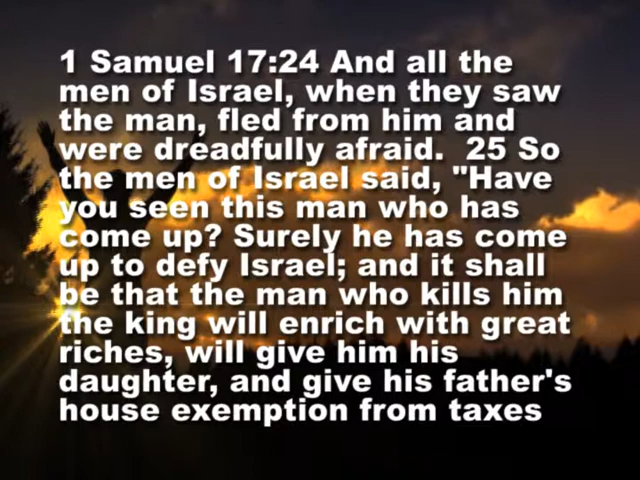 1 Samuel 17:24 And all the
men of Israel, when they saw
the man, fled from him and
were dreadfully afraid.  25 So
the men of Israel said, "Have
you seen this man who has
come up? Surely he has come
up to defy Israel; and it shall
be that the man who kills him
the king will enrich with great
riches, will give him his
daughter, and give his father's
house exemption from taxes